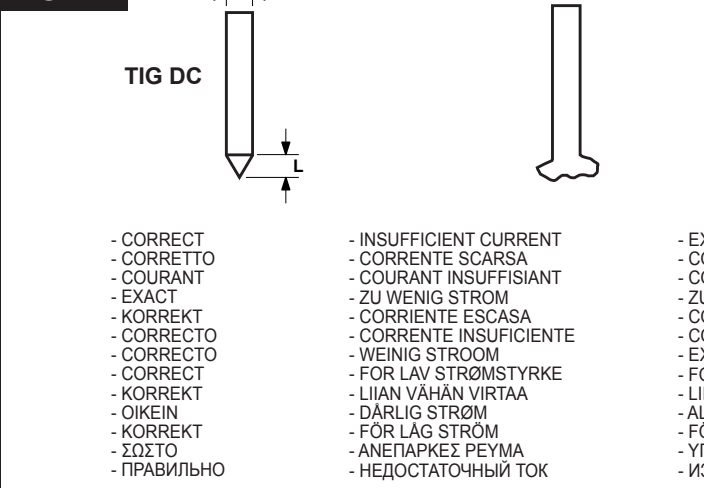 TIG DC
L
- CORRECT
- CORRETTO
- COURANT
- EXACT
- KORREKT
- CORRECTO
- CORRECTO
- CORRECT
- KORREKT
- OIKEIN
- KORREKT
- ΣΩΣΤΟ
- ПРАВИЛЬНО
- INSUFFICIENT CURRENT
- CORRENTE SCARSA
- COURANT INSUFFISIANT
- ZU WENIG STROM
- CORRIENTE ESCASA
- CORRENTE INSUFICIENTE
- WEINIG STROOM
- FOR LAV STRØMSTYRKE
- LIIAN VÄHÄN VIRTAA
- DÅRLIG STRØM
- FÖR LÅG STRÖM
- ΑΝΕΠΑΡΚΕΣ ΡΕΥΜΑ
- НЕДОСТАТОЧНЫЙ ТОК